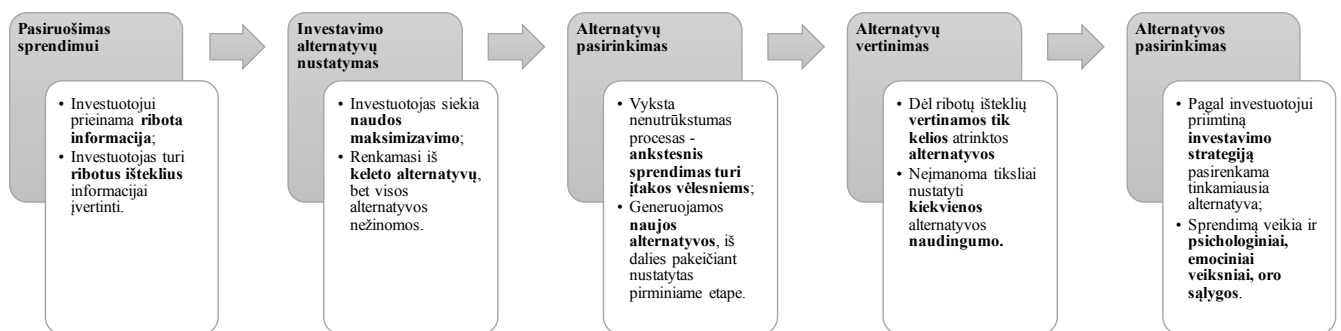 Pasiruošimas
sprendimui
• Investuotojui
prieinama ribota
informacija;
• Investuotojas turi
ribotus išteklius
informacijai
įvertinti.
Investavimo
alternatyvų
nustatymas
• Investuotojas siekia
naudos
maksimizavimo;
• Renkamasi iš
keleto alternatyvų,
bet visos
alternatyvos
nežinomos.
Alternatyvų
pasirinkimas
• Vyksta
nenutrūkstumas
procesas -
ankstesnis
sprendimas turi
įtakos vėlesniems;
• Generuojamos
naujos
alternatyvos, iš
dalies pakeičiant
nustatytas
pirminiame etape.
Alternatyvų
vertinimas
• Dėl ribotų išteklių
vertinamos tik
kelios atrinktos
alternatyvos
• Neįmanoma tiksliai
nustatyti
kiekvienos
alternatyvos
naudingumo.
Alternatyvos
pasirinkimas
• Pagal investuotojui
priimtiną
investavimo
strategiją
pasirenkama
tinkamiausia
alternatyva;
• Sprendimą veikia ir
psichologiniai,
emociniai
veiksniai, oro
sąlygos.